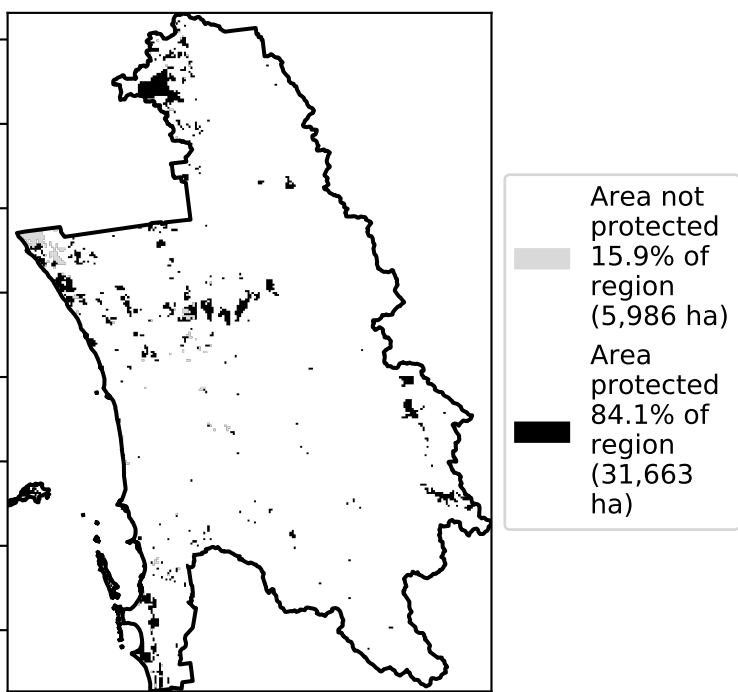 Area not
protected
15.9% of
region
(5,986 ha)
Area
protected
84.1% of
region
(31,663
ha)